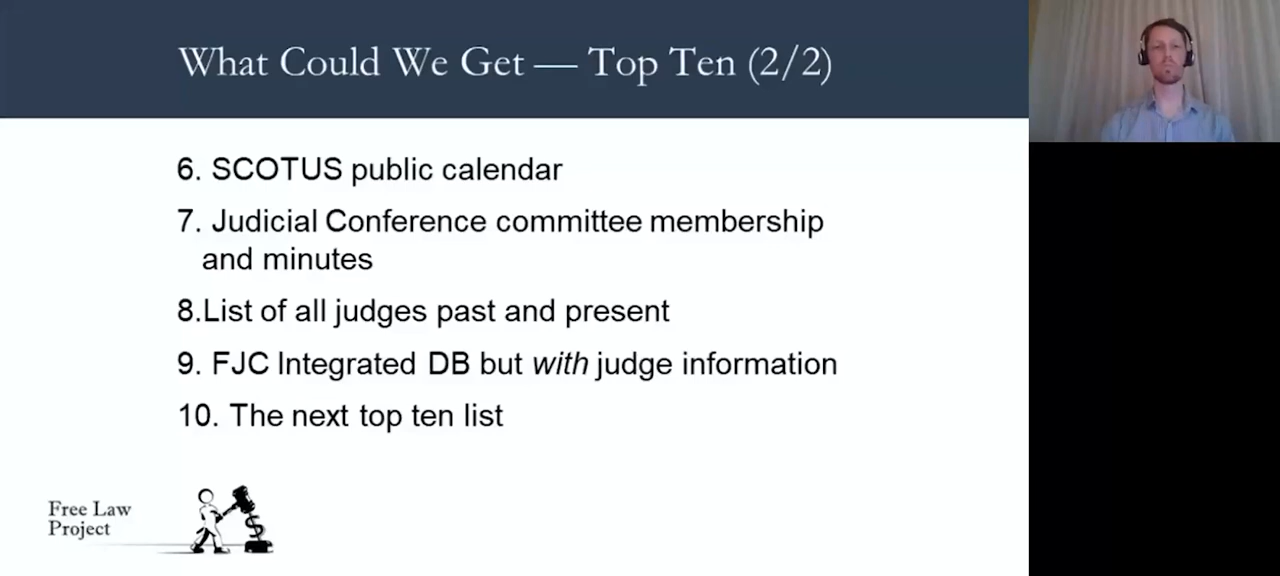 What Could We Get — Top Ten (2/2)
6. SCOTUS public calendar
7. Judicial Conference committee membership
and minutes
8.List of all judges past and present
9. FJC Integrated DB but with judge information
10. The next top ten list
Free Law
Project
$